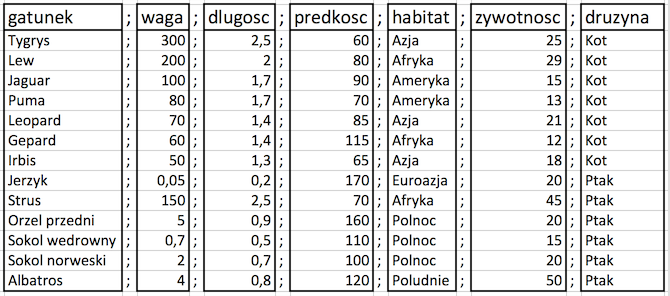 gatunek ; waga ; dlugosc ; predkosc ; habitat ; zywotnosc ; druzyna
Tygrys ; 300 ; 2,5 ; 60 ; Azja ; 25 ; Kot
Lew ; 200 ; 2 ; 80 ; Afryka ; 29 ; Kot
Jaguar ; 100 ; 1,7 ; 90 ; Ameryka ; 15 ; Kot
Puma ; 80 ; 1,7 ; 70 ; Ameryka ; 13 ; Kot
Leopard ; 70 ; 1,4 ; 85 ; Azja ; 21 ; Kot
Gepard ; 60 ; 1,4 ; 115 ; Afryka ; 12 ; Kot
Irbis ; 50 ; 1,3 ; 65 ; Azja ; 18 ; Kot
Jerzyk ; 0,05 ; 0,2 ; 170 ; Euroazja ; 20 ; Ptak
Strus ; 150 ; 2,5 ; 70 ; Afryka ; 45 ; Ptak
Orzel przedni ; 5 ; 0,9 ; 160 ; Polnoc ; 20 ; Ptak
Sokol wedrowny ; 0,7 ; 0,5 ; 110 ; Polnoc ; 15 ; Ptak
Sokol norweski ; 2 ; 0,7 ; 100 ; Polnoc ; 20 ; Ptak
Albatros ; 4 ; 0,8 ; 120 ; Poludnie ; 50 ; Ptak